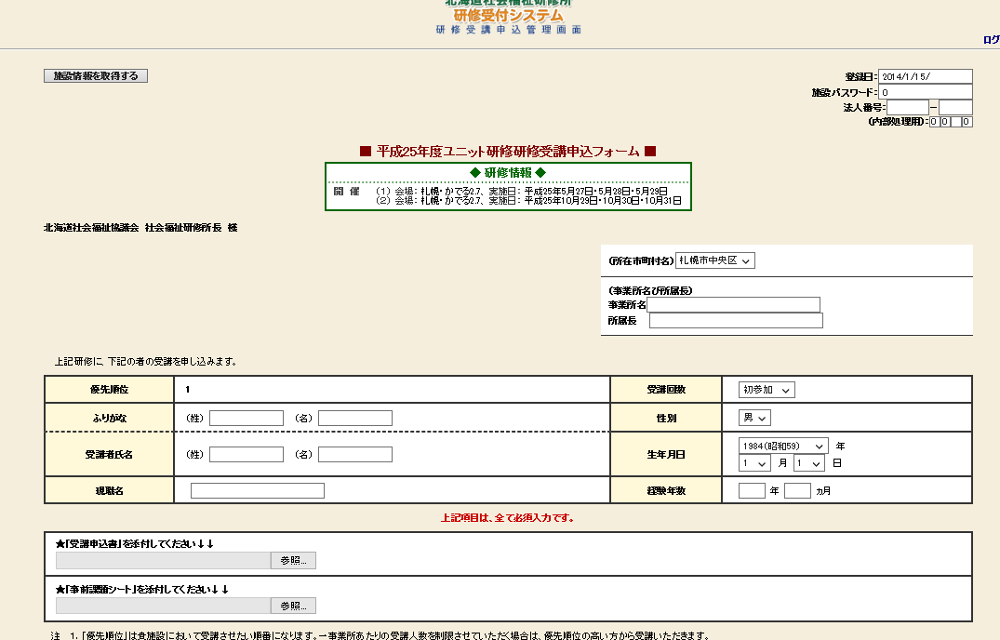 北海道社会福祉研修所
研修受付システム
研修受講申込管理画面
ログ
施設情報を取得する
登録日: 2014/1/15/
施設パスワード: 0
法人番号: －
(内部処理用): 0 0 0
■ 平成25年度ユニット研修研修受講申込フォーム ■
◆ 研修情報 ◆
開 催 (1) 会場: 札幌・かでる2.7、実施日: 平成25年5月27日・5月28日・5月29日
(2) 会場: 札幌・かでる2.7、実施日: 平成25年10月29日・10月30日・10月31日
北海道社会福祉協議会 社会福祉研修所長 様
(所在市町村名) 札幌市中央区
(事業所名及び所属長)
事業所名
所属長
上記研修に、下記の者の受講を申し込みます。
優先順位 1 受講回数 初参加
ふりがな (姓) (名) 性別 男
受講者氏名 (姓) (名) 生年月日 1984(昭和59) 年
1 月 1 日
現職名 経験年数 年 ヵ月
上記項目は、全て必須入力です。
★「受講申込書」を添付してください↓↓
参照...
★「事前課題シート」を添付してください↓↓
参照...
注 1.「優先順位」は貴施設において受講させたい順番になります。一事業所あたりの受講人数を制限させていただく場合は、優先順位の高い方から受講いただきます。